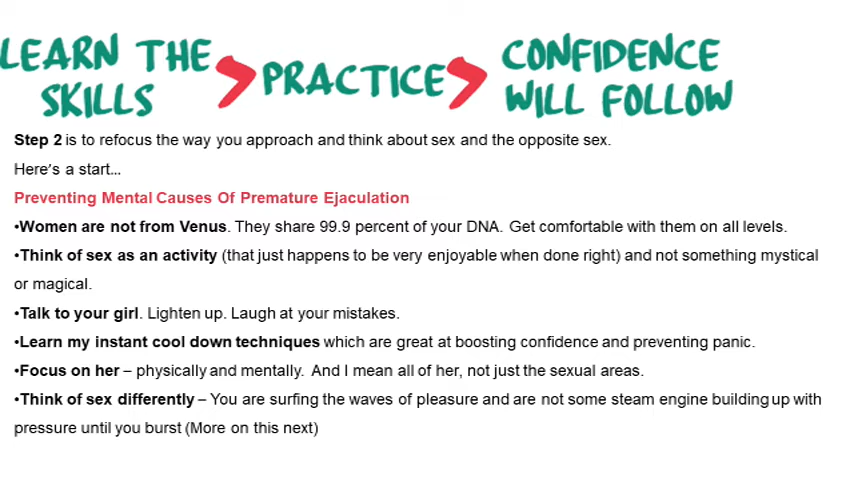 LEARN THE SKILLS > PRACTICE > CONFIDENCE WILL FOLLOW
Step 2 is to refocus the way you approach and think about sex and the opposite sex.
Here's a start...
Preventing Mental Causes Of Premature Ejaculation
•Women are not from Venus. They share 99.9 percent of your DNA. Get comfortable with them on all levels.
•Think of sex as an activity (that just happens to be very enjoyable when done right) and not something mystical
or magical.
•Talk to your girl. Lighten up. Laugh at your mistakes.
•Learn my instant cool down techniques which are great at boosting confidence and preventing panic.
•Focus on her – physically and mentally. And I mean all of her, not just the sexual areas.
•Think of sex differently – You are surfing the waves of pleasure and are not some steam engine building up with
pressure until you burst (More on this next)